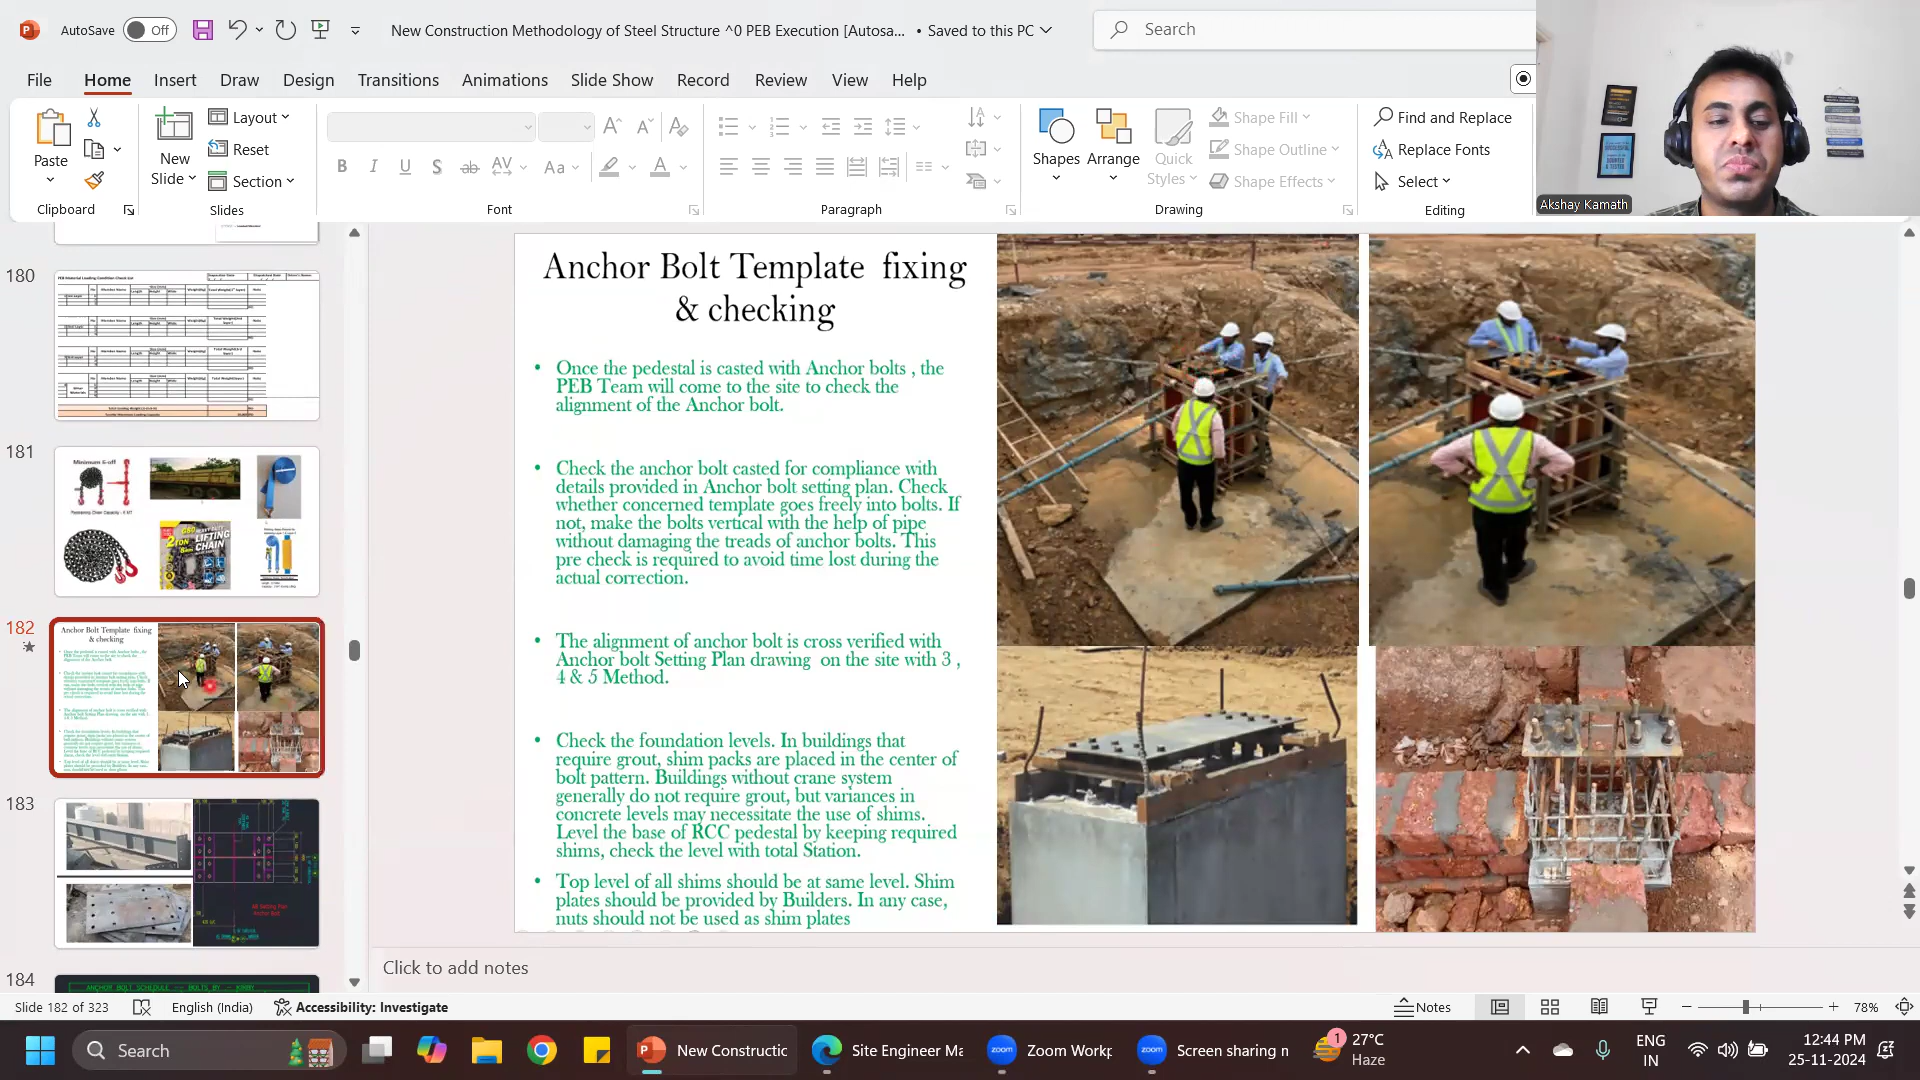 AutoSave Off
New Construction Methodology of Steel Structure ^0 PEB Execution [Autosa... • Saved to this PC
Search
File Home Insert Draw Design Transitions Animations Slide Show Record Review View Help
Paste
New
Slide
Layout
Reset
Section
Aa
Shapes
Arrange
Quick
Styles
Shape Fill
Shape Outline
Shape Effects
Find and Replace
Replace Fonts
Select
Clipboard Slides Font Paragraph Drawing Editing
Akshay Kamath
180
181
Minimum 6-off
182
Anchor Bolt Template fixing
& checking
183
184
ANCHOR BOLT SCHEDULE
Anchor Bolt Template fixing
& checking
• Once the pedestal is casted with Anchor bolts , the
PEB Team will come to the site to check the
alignment of the Anchor bolt.
• Check the anchor bolt casted for compliance with
details provided in Anchor bolt setting plan. Check
whether concerned template goes freely into bolts. If
not, make the bolts vertical with the help of pipe
without damaging the treads of anchor bolts. This
pre check is required to avoid time lost during the
actual correction.
• The alignment of anchor bolt is cross verified with
Anchor bolt Setting Plan drawing on the site with 3 ,
4 & 5 Method.
• Check the foundation levels. In buildings that
require grout, shim packs are placed in the center of
bolt pattern. Buildings without crane system
generally do not require grout, but variances in
concrete levels may necessitate the use of shims.
Level the base of RCC pedestal by keeping required
shims, check the level with total Station.
• Top level of all shims should be at same level. Shim
plates should be provided by Builders. In any case,
nuts should not be used as shim plates
Click to add notes
Slide 182 of 323
English (India)
Accessibility: Investigate
Notes
78%
Search
New Constructic
Site Engineer Ma
Zoom Workp
Screen sharing n
1
27°C
Haze
ENG
IN
12:44 PM
25-11-2024